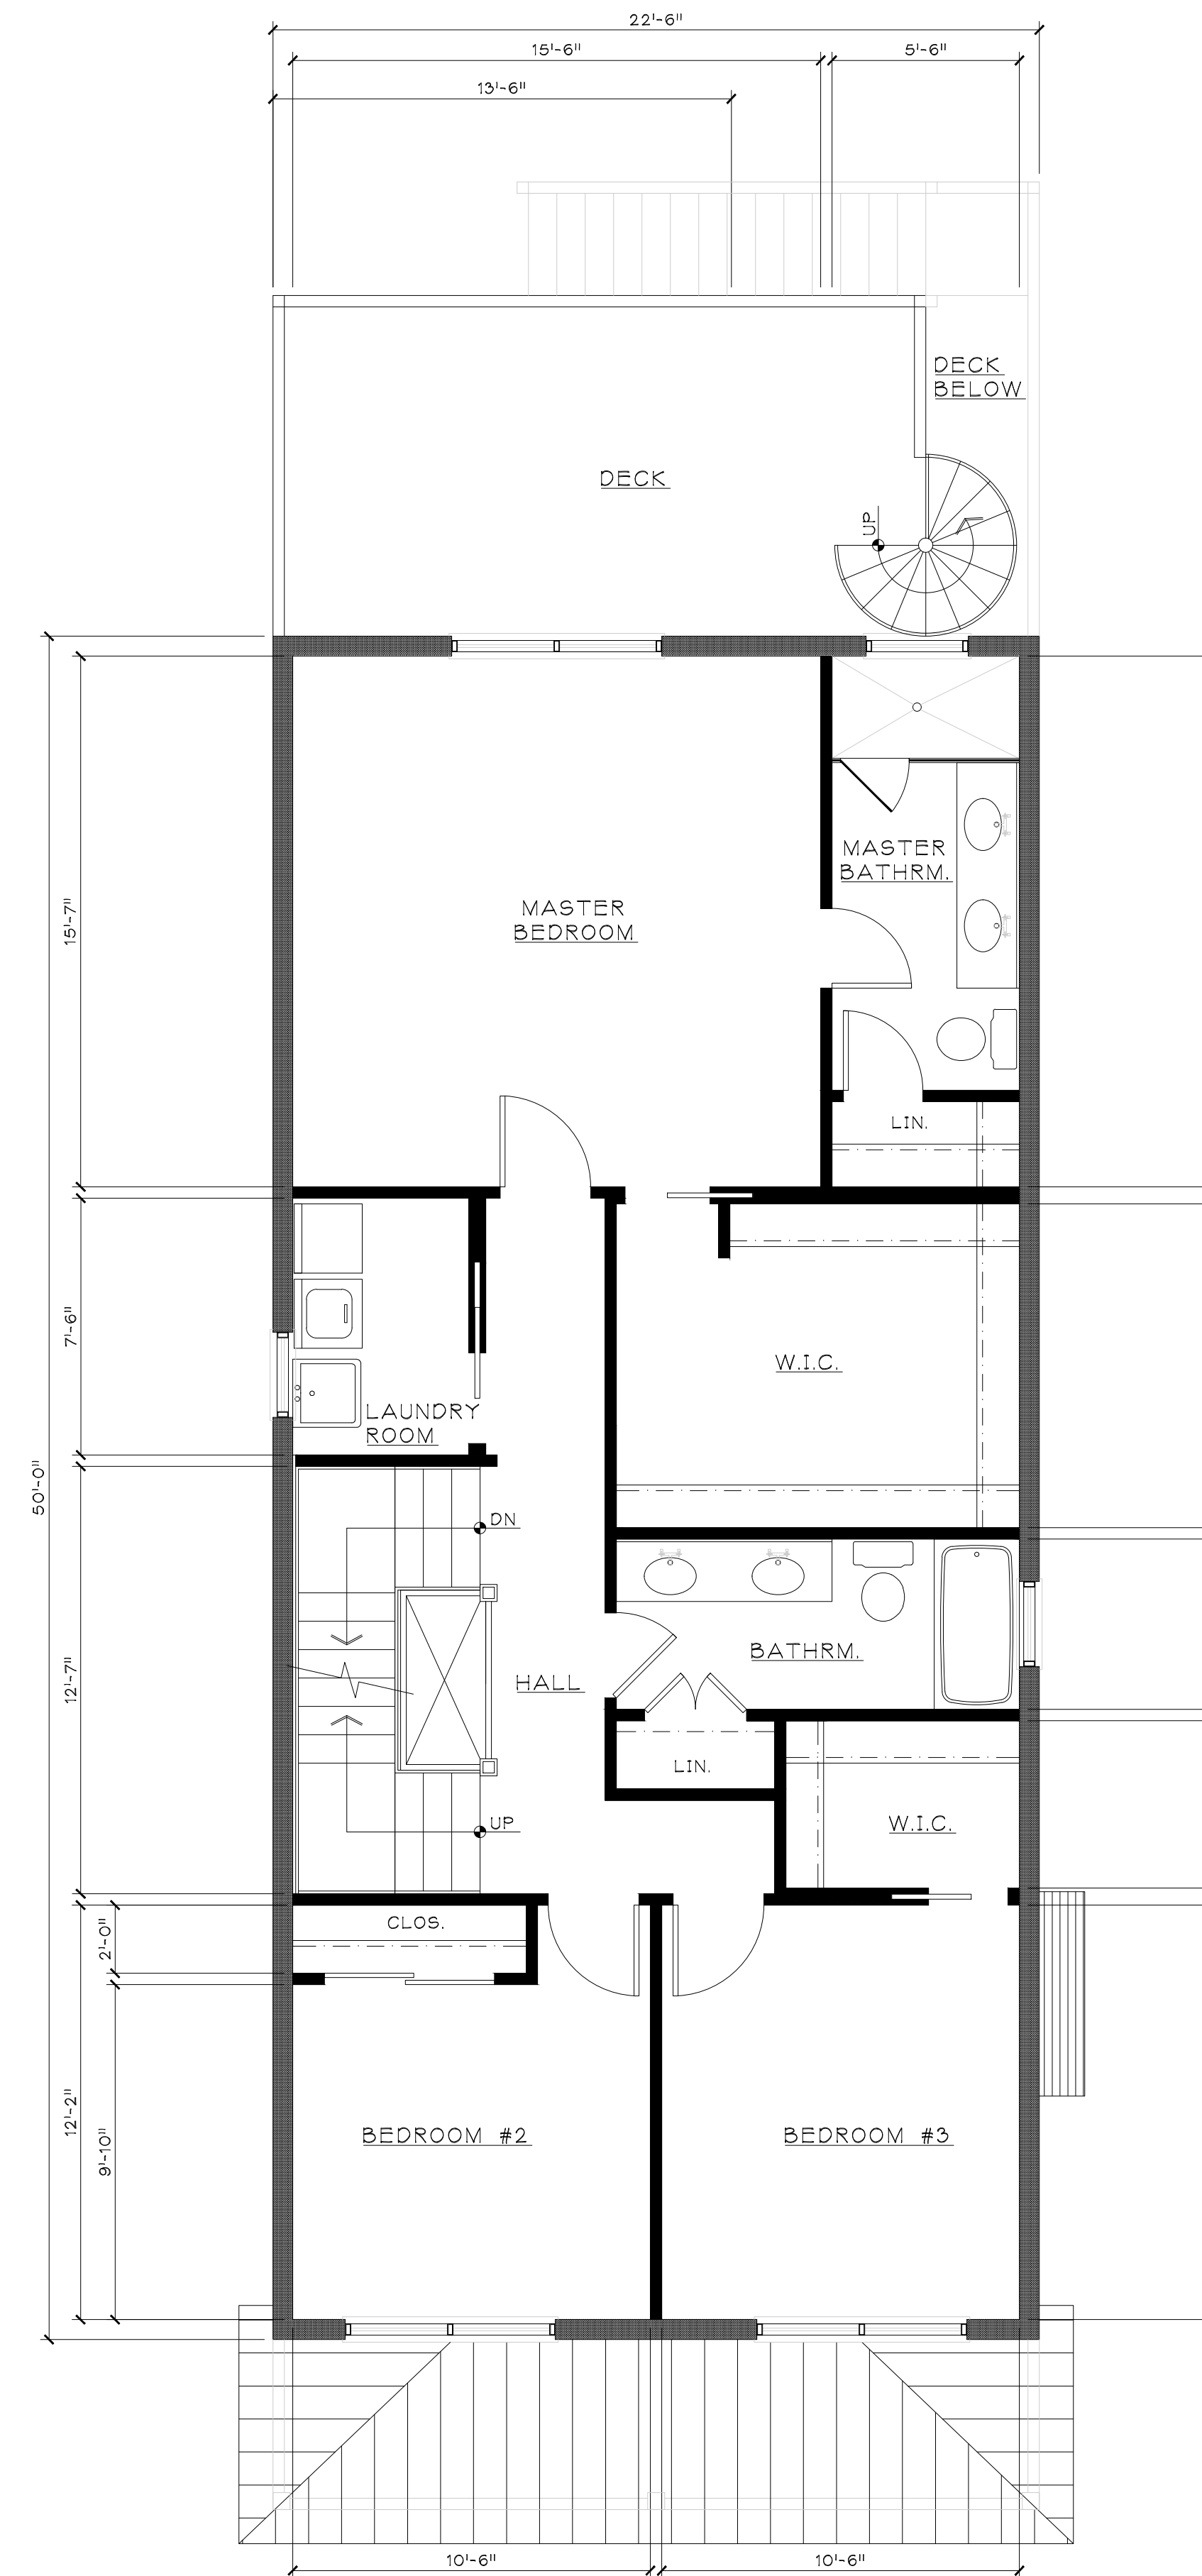 22'-6"
15'-6"
5'-6"
13'-6"
DECK
BELOW
DECK
UP
MASTER
BATHRM.
MASTER
BEDROOM
15'-7"
LIN.
7'-6"
W.I.C.
LAUNDRY
ROOM
50'-0"
DN
BATHRM.
12'-7"
HALL
LIN.
UP
W.I.C.
CLOS.
2'-0"
12'-2"
9'-10"
BEDROOM #2
BEDROOM #3
10'-6"
10'-6"